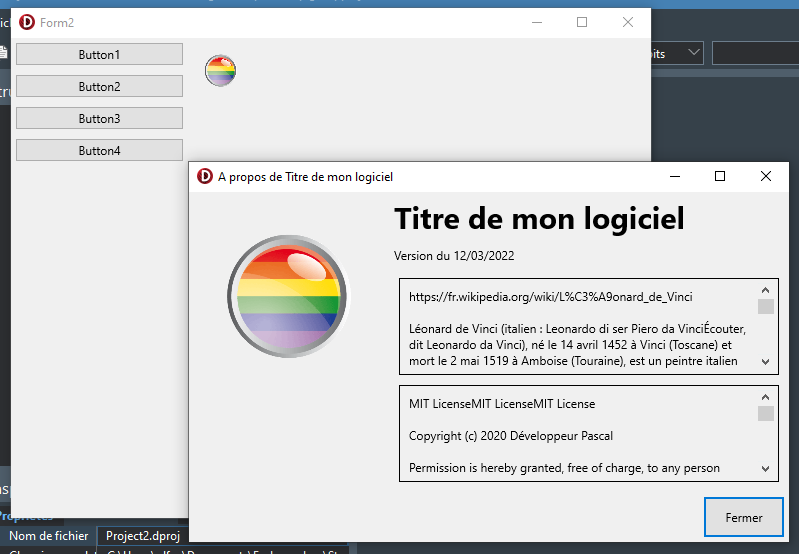 Form2
Button1
Button2
Button3
Button4
bits
A propos de Titre de mon logiciel
Titre de mon logiciel
Version du 12/03/2022
https://fr.wikipedia.org/wiki/L%C3%A9onard_de_Vinci
Léonard de Vinci (italien : Leonardo di ser Piero da VinciÉcouter,
dit Leonardo da Vinci), né le 14 avril 1452 à Vinci (Toscane) et
mort le 2 mai 1519 à Amboise (Touraine), est un peintre italien
MIT LicenseMIT LicenseMIT License
Copyright (c) 2020 Développeur Pascal
Permission is hereby granted, free of charge, to any person
Fermer
Nom de fichier
Project2.dproj